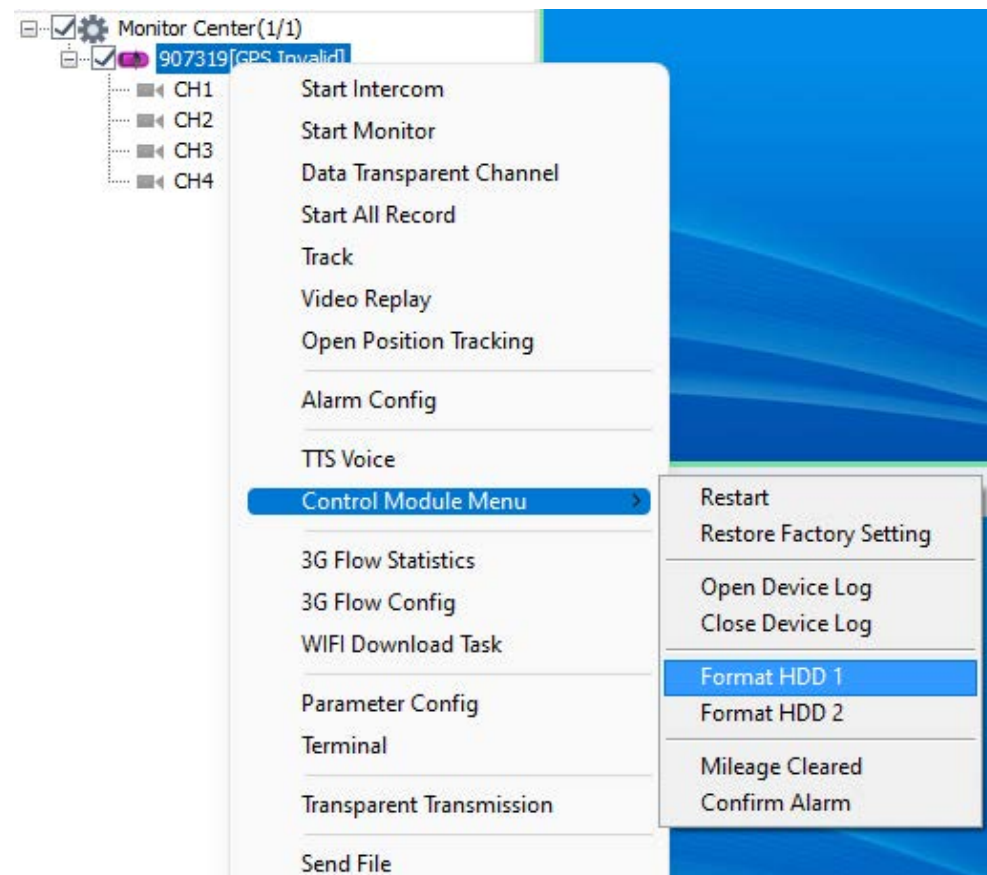 Monitor Center(1/1)
907319[GPS Invalid]
CH1
CH2
CH3
CH4
Start Intercom
Start Monitor
Data Transparent Channel
Start All Record
Track
Video Replay
Open Position Tracking
Alarm Config
TTS Voice
Control Module Menu
3G Flow Statistics
3G Flow Config
WIFI Download Task
Parameter Config
Terminal
Transparent Transmission
Send File
Restart
Restore Factory Setting
Open Device Log
Close Device Log
Format HDD 1
Format HDD 2
Mileage Cleared
Confirm Alarm